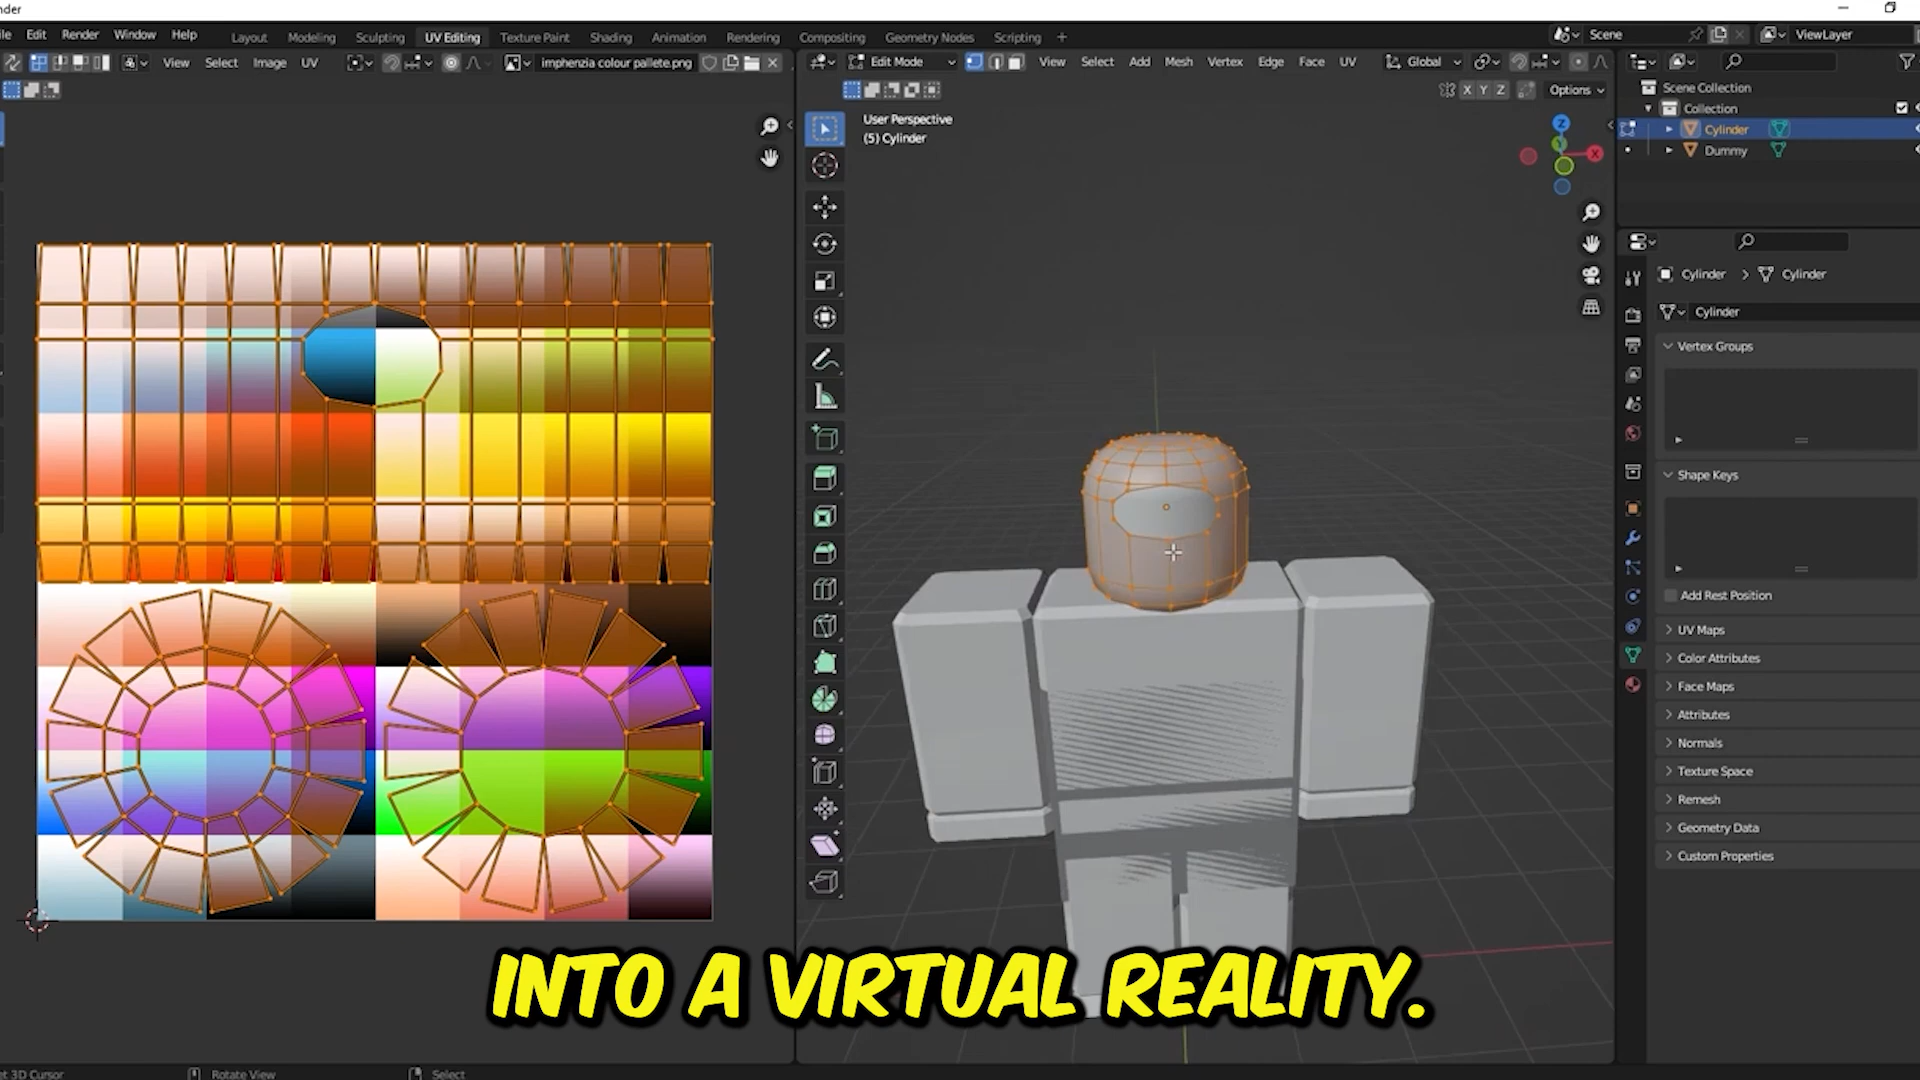 nder
ile Edit Render Window Help Layout Modeling Sculpting UV Editing Texture Paint Shading Animation Rendering Compositing Geometry Nodes Scripting + Scene ViewLayer
View Select Image UV imphenzia colour pallete.png Edit Mode View Select Add Mesh Vertex Edge Face UV Global
X Y Z Options
User Perspective
(5) Cylinder
Z
Y
X
Scene Collection
Collection
Cylinder
Dummy
Cylinder > Cylinder
Cylinder
Vertex Groups
Shape Keys
Add Rest Position
UV Maps
Color Attributes
Face Maps
Attributes
Normals
Texture Space
Remesh
Geometry Data
Custom Properties
INTO A VIRTUAL REALITY.
et 3D Cursor Rotate View Select